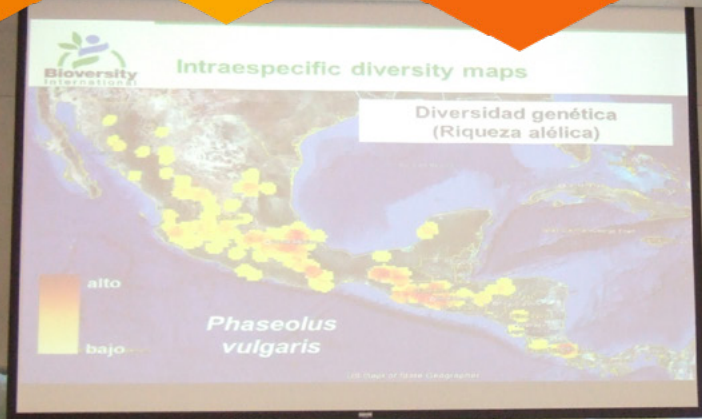 Bioversity
International
Intraespecific diversity maps
Diversidad genética
(Riqueza alélica)
alto
bajo
Phaseolus
vulgaris